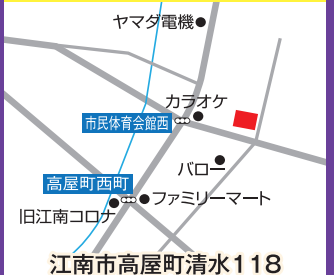 ヤマダ電機
カラオケ
市民体育会館西
バロー
高屋町西町
ファミリーマート
旧江南コロナ
江南市高屋町清水118